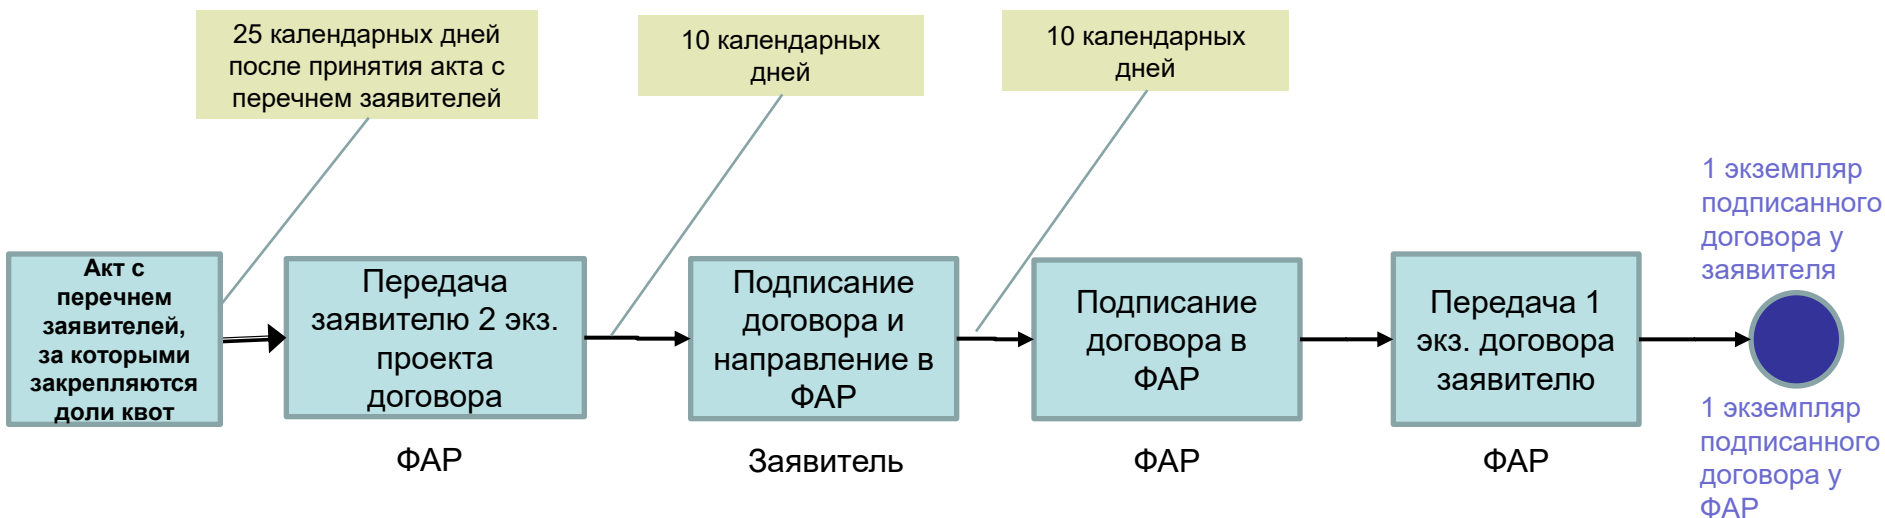 25 календарных дней
после принятия акта с
перечнем заявителей
10 календарных
дней
10 календарных
дней
Акт с
перечнем
заявителей,
за которыми
закрепляются
доли квот
Передача
заявителю 2 экз.
проекта
договора
Подписание
договора и
направление в
ФАР
Подписание
договора в
ФАР
Передача 1
экз. договора
заявителю
1 экземпляр
подписанного
договора у
заявителя
1 экземпляр
подписанного
договора у
ФАР
ФАР
Заявитель
ФАР
ФАР